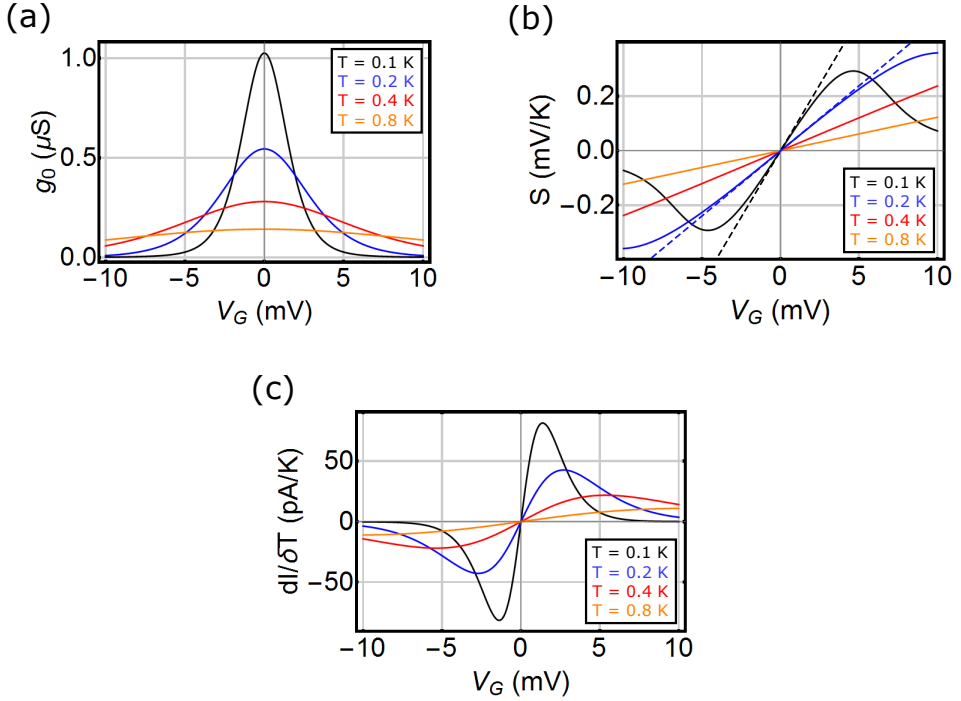 (a)
1.0
0.5
0.0
g0 (μS)
T = 0.1 K
T = 0.2 K
T = 0.4 K
T = 0.8 K
−10 −5 0 5 10
VG (mV)
(b)
0.2
0.0
−0.2
S (mV/K)
T = 0.1 K
T = 0.2 K
T = 0.4 K
T = 0.8 K
−10 −5 0 5 10
VG (mV)
(c)
50
0
−50
dI/δT (pA/K)
T = 0.1 K
T = 0.2 K
T = 0.4 K
T = 0.8 K
−10 −5 0 5 10
VG (mV)